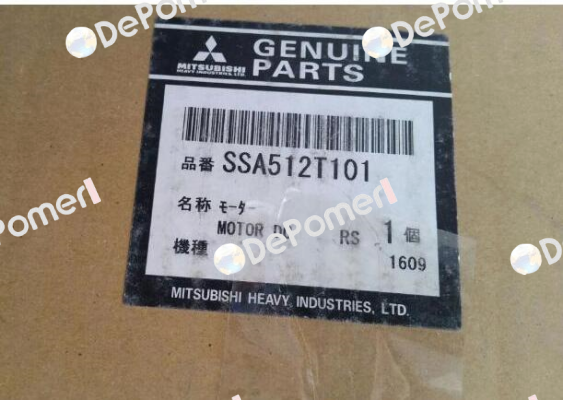 DePomerl
DePomerl
DePomerl
GENUINE
PARTS
MITSUBISHI
HEAVY INDUSTRIES, LTD.
品番 SSA512T101
名称 モーター
MOTOR DC RS 1 個
機種
1609
MITSUBISHI HEAVY INDUSTRIES, LTD.
DePomerl